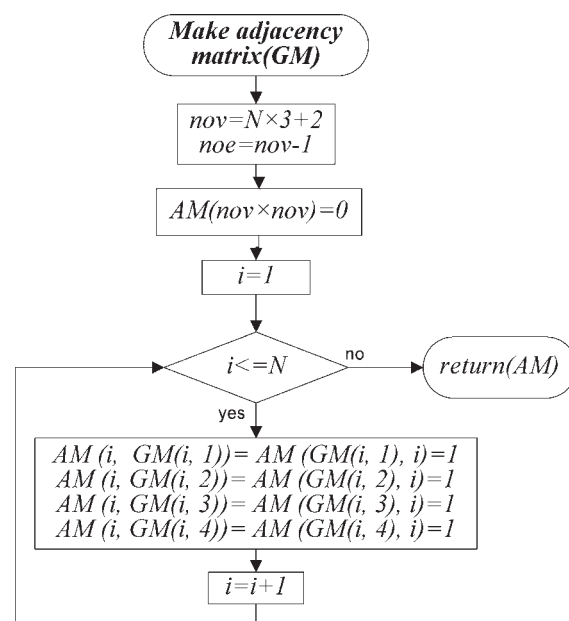 Make adjacency
matrix(GM)
nov=N×3+2
noe=nov-1
AM(nov×nov)=0
i=1
i<=N
no
return(AM)
yes
AM (i, GM(i, 1))= AM (GM(i, 1), i)=1
AM (i, GM(i, 2))= AM (GM(i, 2), i)=1
AM (i, GM(i, 3))= AM (GM(i, 3), i)=1
AM (i, GM(i, 4))= AM (GM(i, 4), i)=1
i=i+1